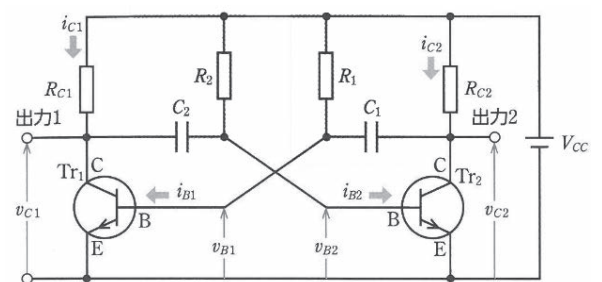 iC1
iC2
RC1
R2
R1
RC2
出力1
C2
C1
出力2
VCC
C
C
Tr1
Tr2
iB1
iB2
B
B
vC1
vB1
vB2
vC2
E
E